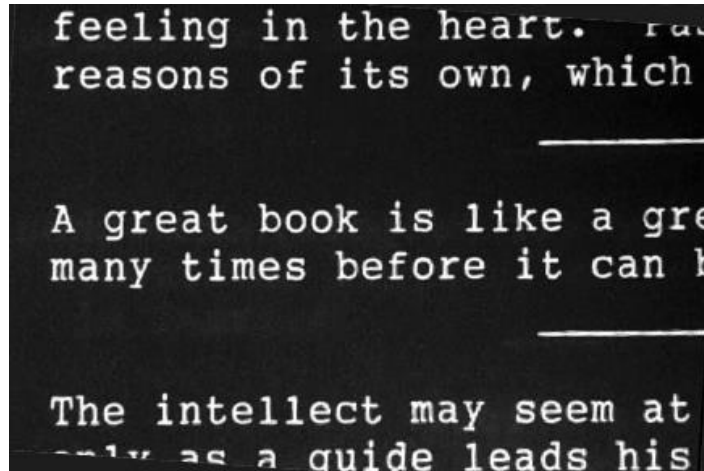 feeling in the heart.
reasons of its own, which
A great book is like a
many times before it can
The intellect may seem at
only as a guide leads his